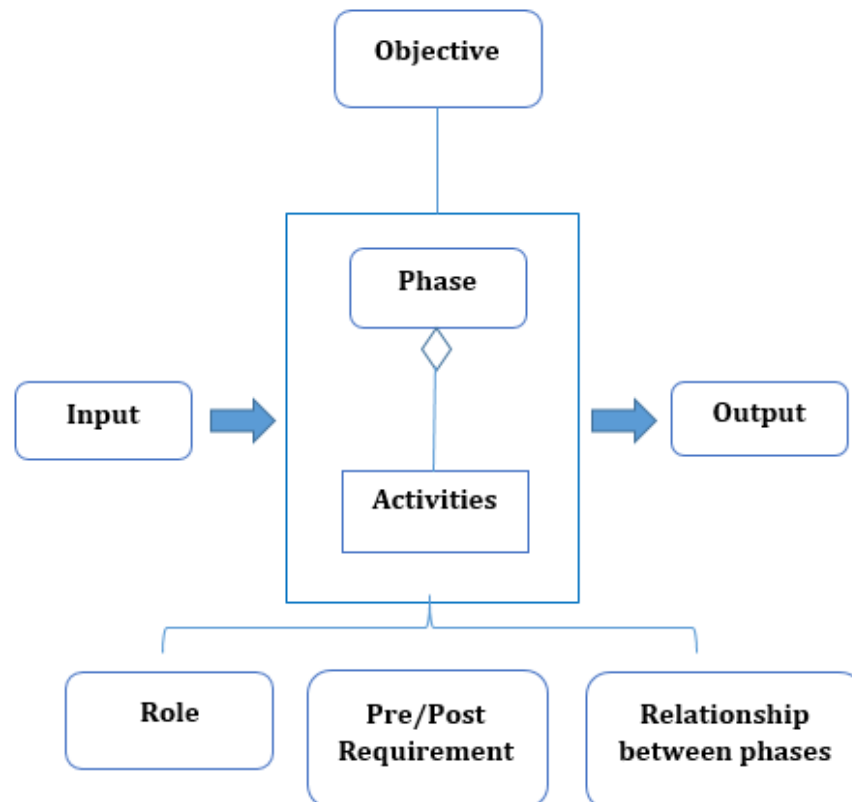 Objective
Phase
Input
Output
Activities
Role
Pre/Post
Requirement
Relationship
between phases